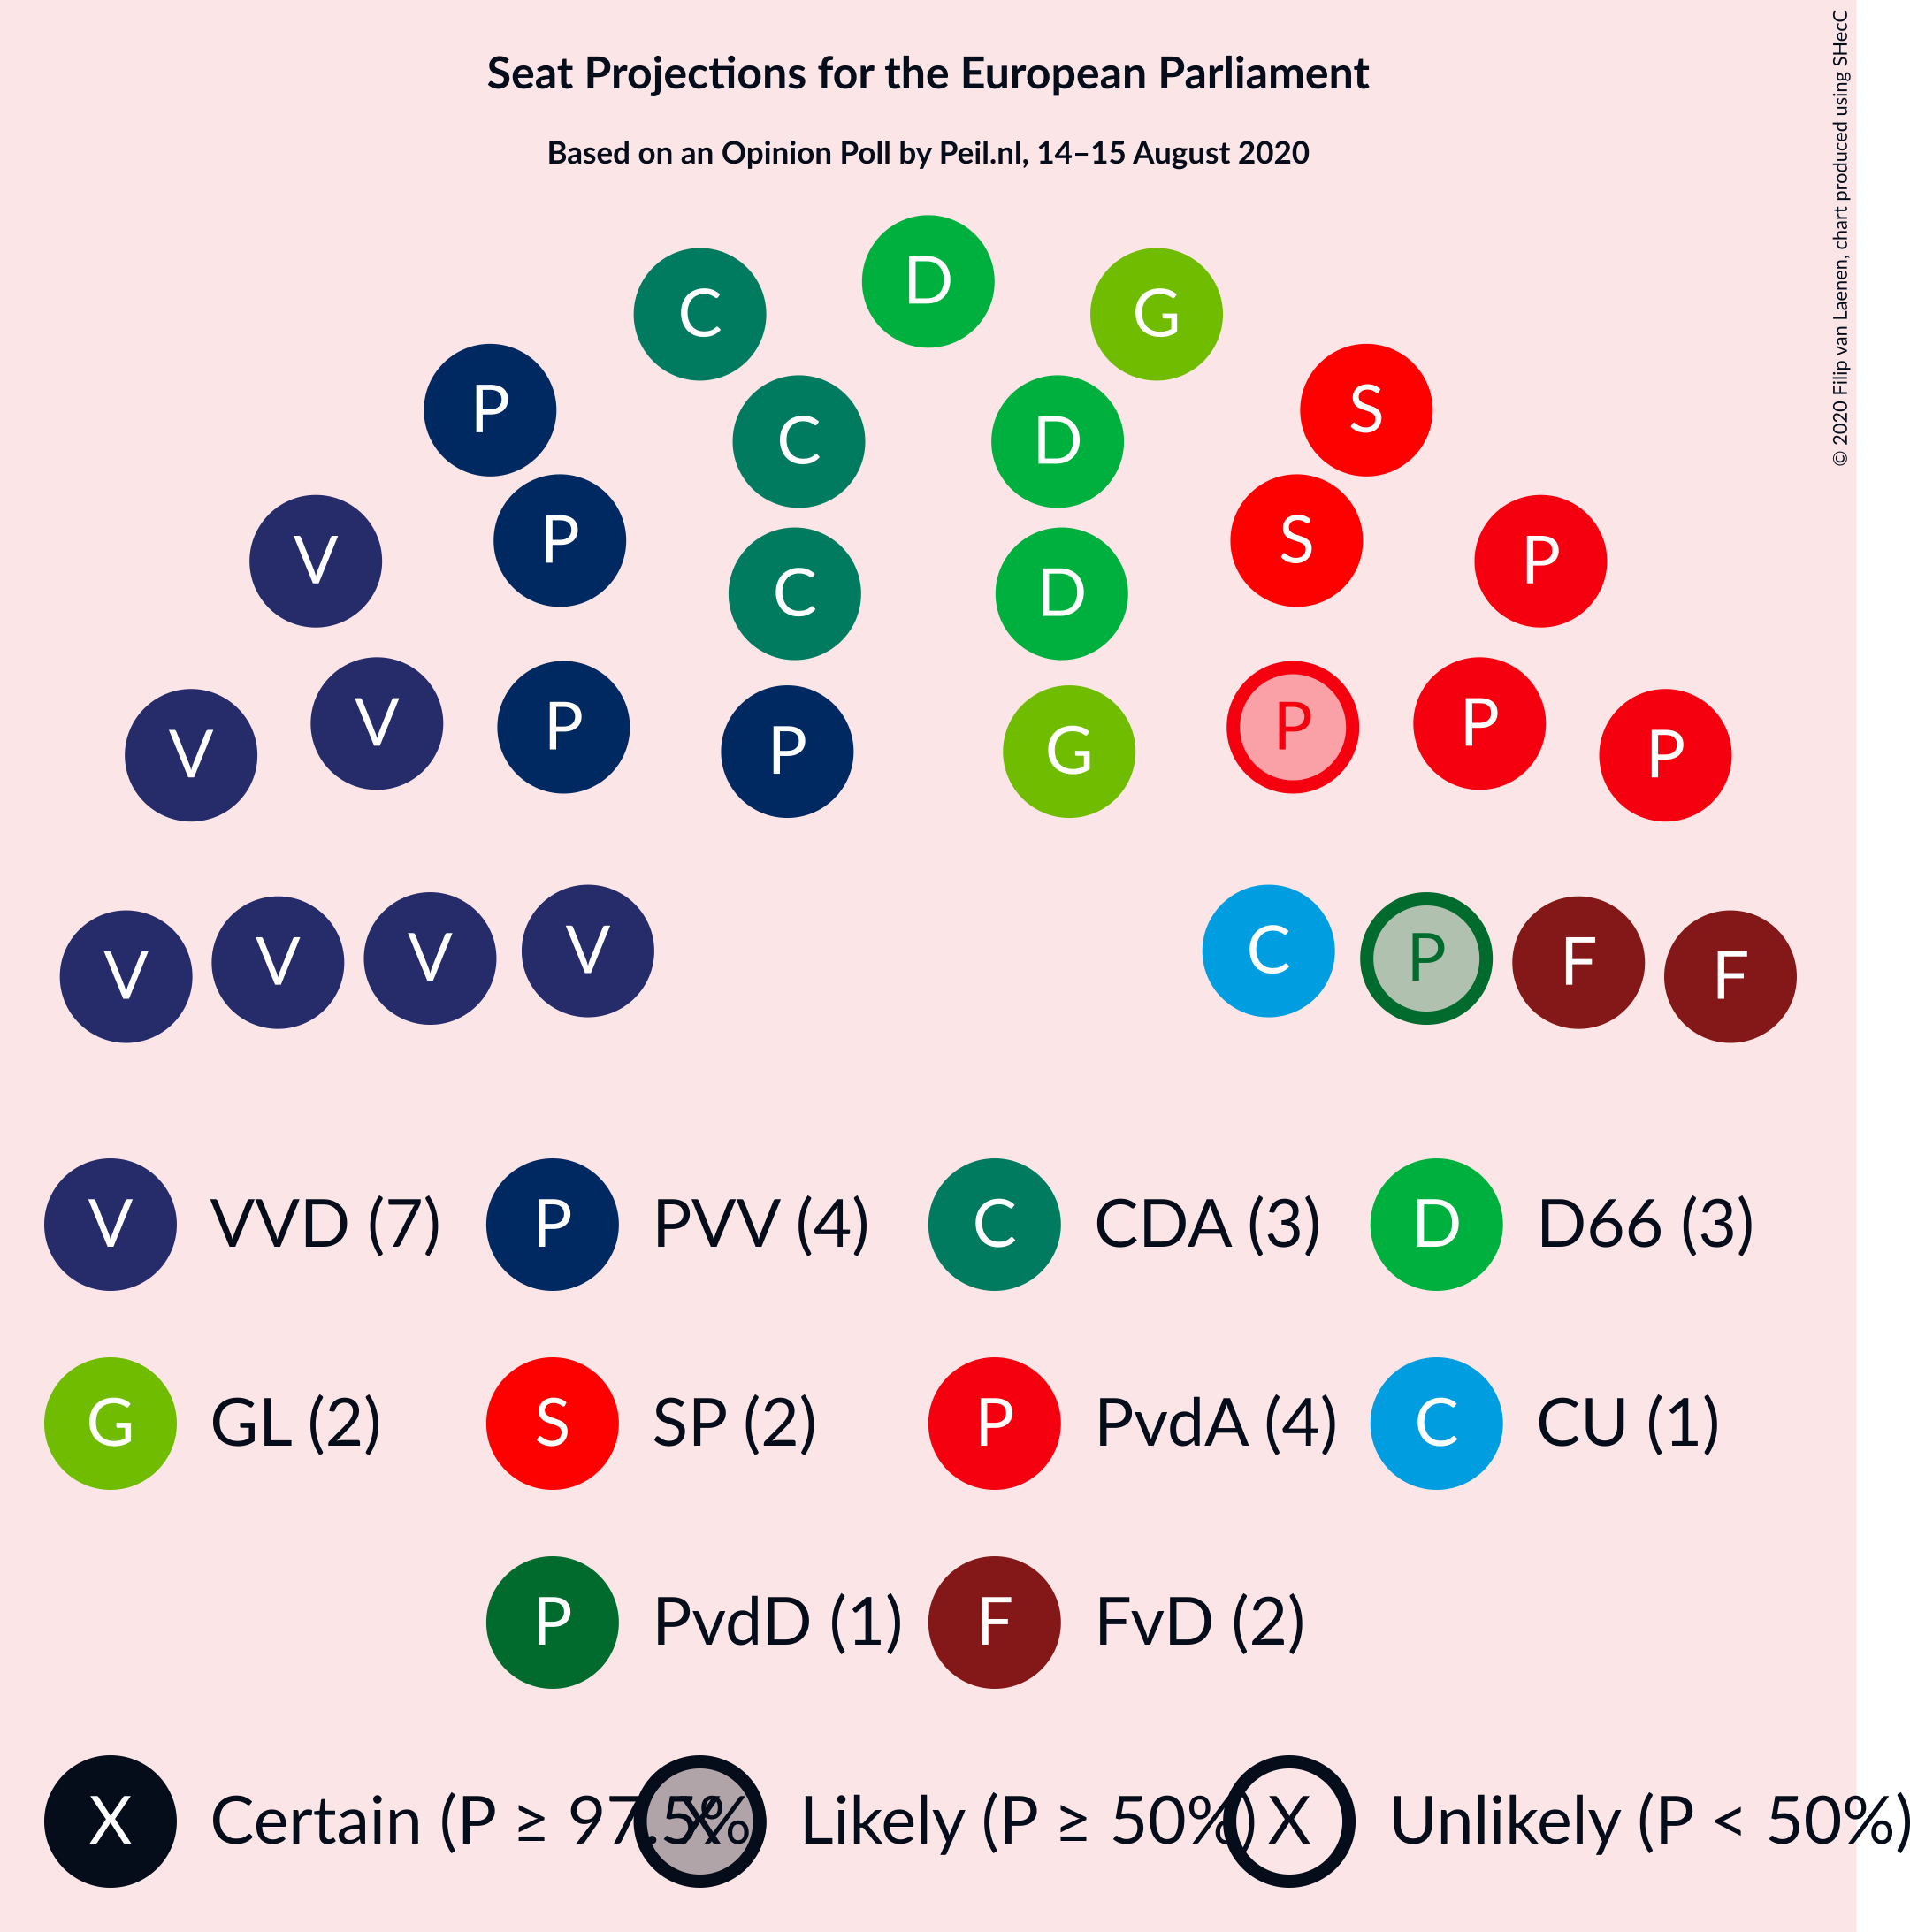 Seat Projections for the European Parliament
Based on an Opinion Poll by Peil.nl, 14–15 August 2020
© 2020 Filip van Laenen, chart produced using SHecC
D
C G
P S
C D
P S
V P
C D
V V P P G P P P
V V V V C P F F
V VVD (7) P PVV (4) C CDA (3) D D66 (3)
G GL (2) S SP (2) P PvdA (4) C CU (1)
P PvdD (1) F FvD (2)
X Certain (P ≥ 97.5% X Likely (P ≥ 50%) X Unlikely (P < 50%)